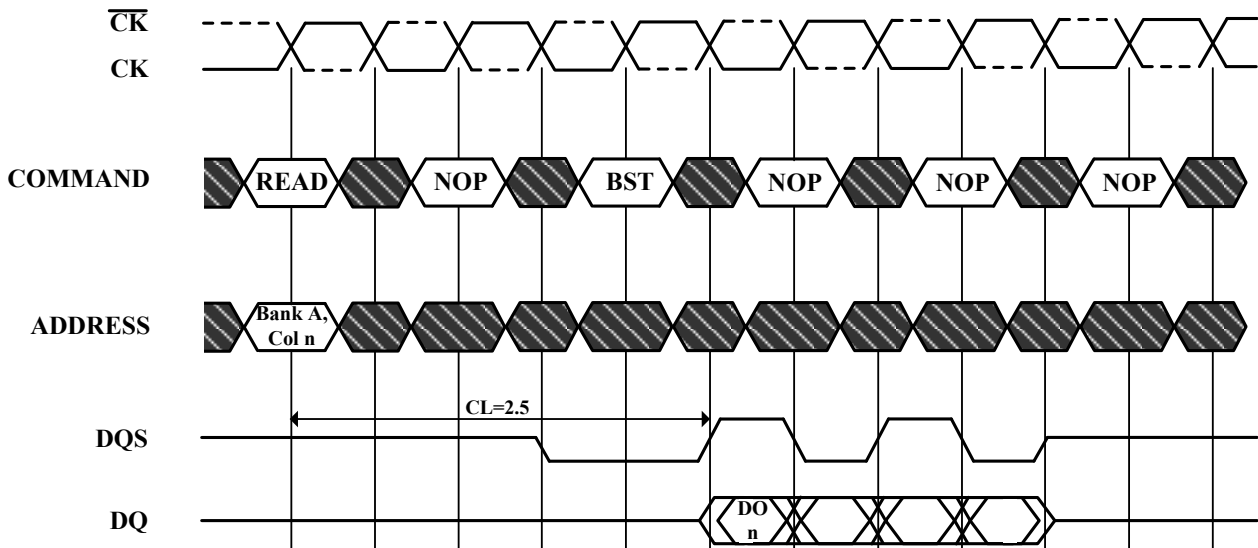 CK
CK
COMMAND
READ
NOP
BST
NOP
NOP
NOP
ADDRESS
Bank A,
Col n
CL=2.5
DQS
DQ
DO
n